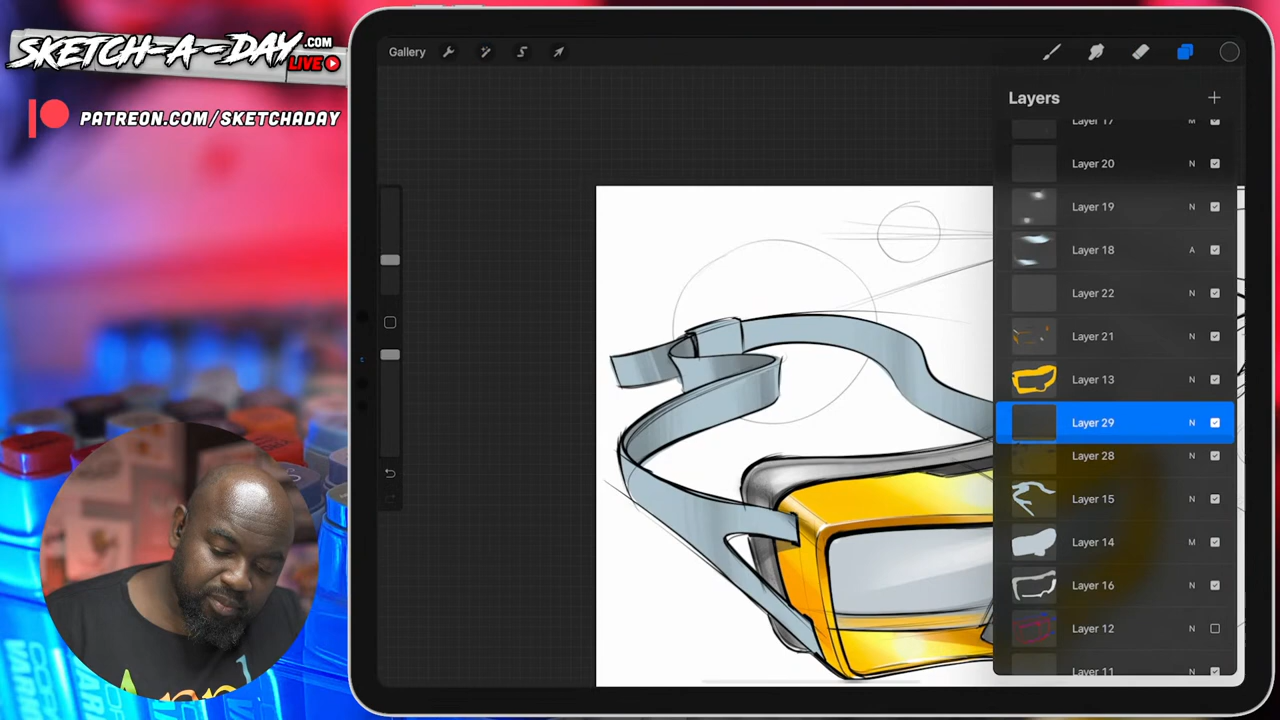 SKETCH-A-DAY.COM
LIVE
PATREON.COM/SKETCHADAY
Gallery
Layers
Layer 17 M
Layer 20 N
Layer 19 N
Layer 18 A
Layer 22 N
Layer 21 N
Layer 13 N
Layer 29 N
Layer 28 N
Layer 15 N
Layer 14 M
Layer 16 N
Layer 12 N
Layer 11 N